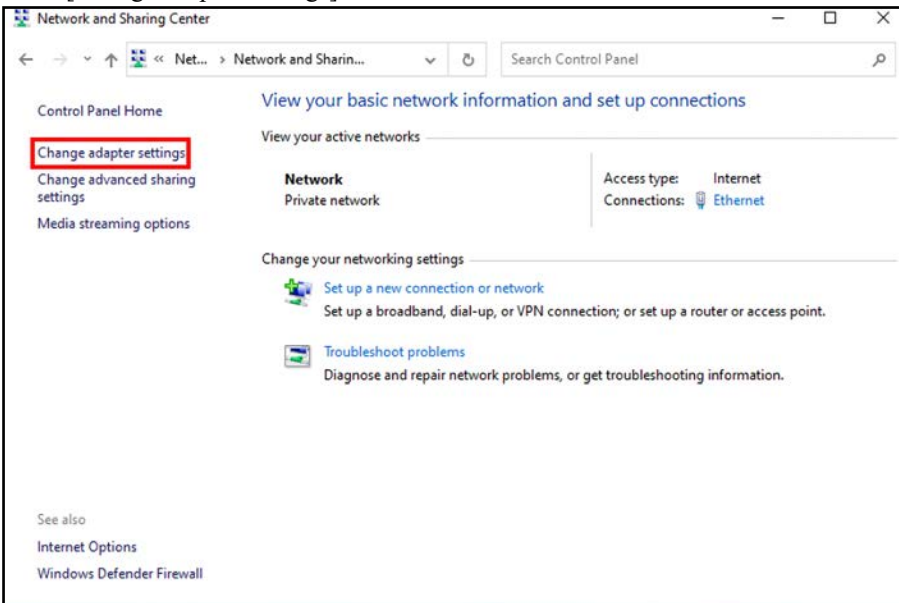 Network and Sharing Center
« Net... > Network and Sharin...
Search Control Panel
Control Panel Home
Change adapter settings
Change advanced sharing
settings
Media streaming options
View your basic network information and set up connections
View your active networks
Network
Private network
Access type: Internet
Connections: Ethernet
Change your networking settings
Set up a new connection or network
Set up a broadband, dial-up, or VPN connection; or set up a router or access point.
Troubleshoot problems
Diagnose and repair network problems, or get troubleshooting information.
See also
Internet Options
Windows Defender Firewall